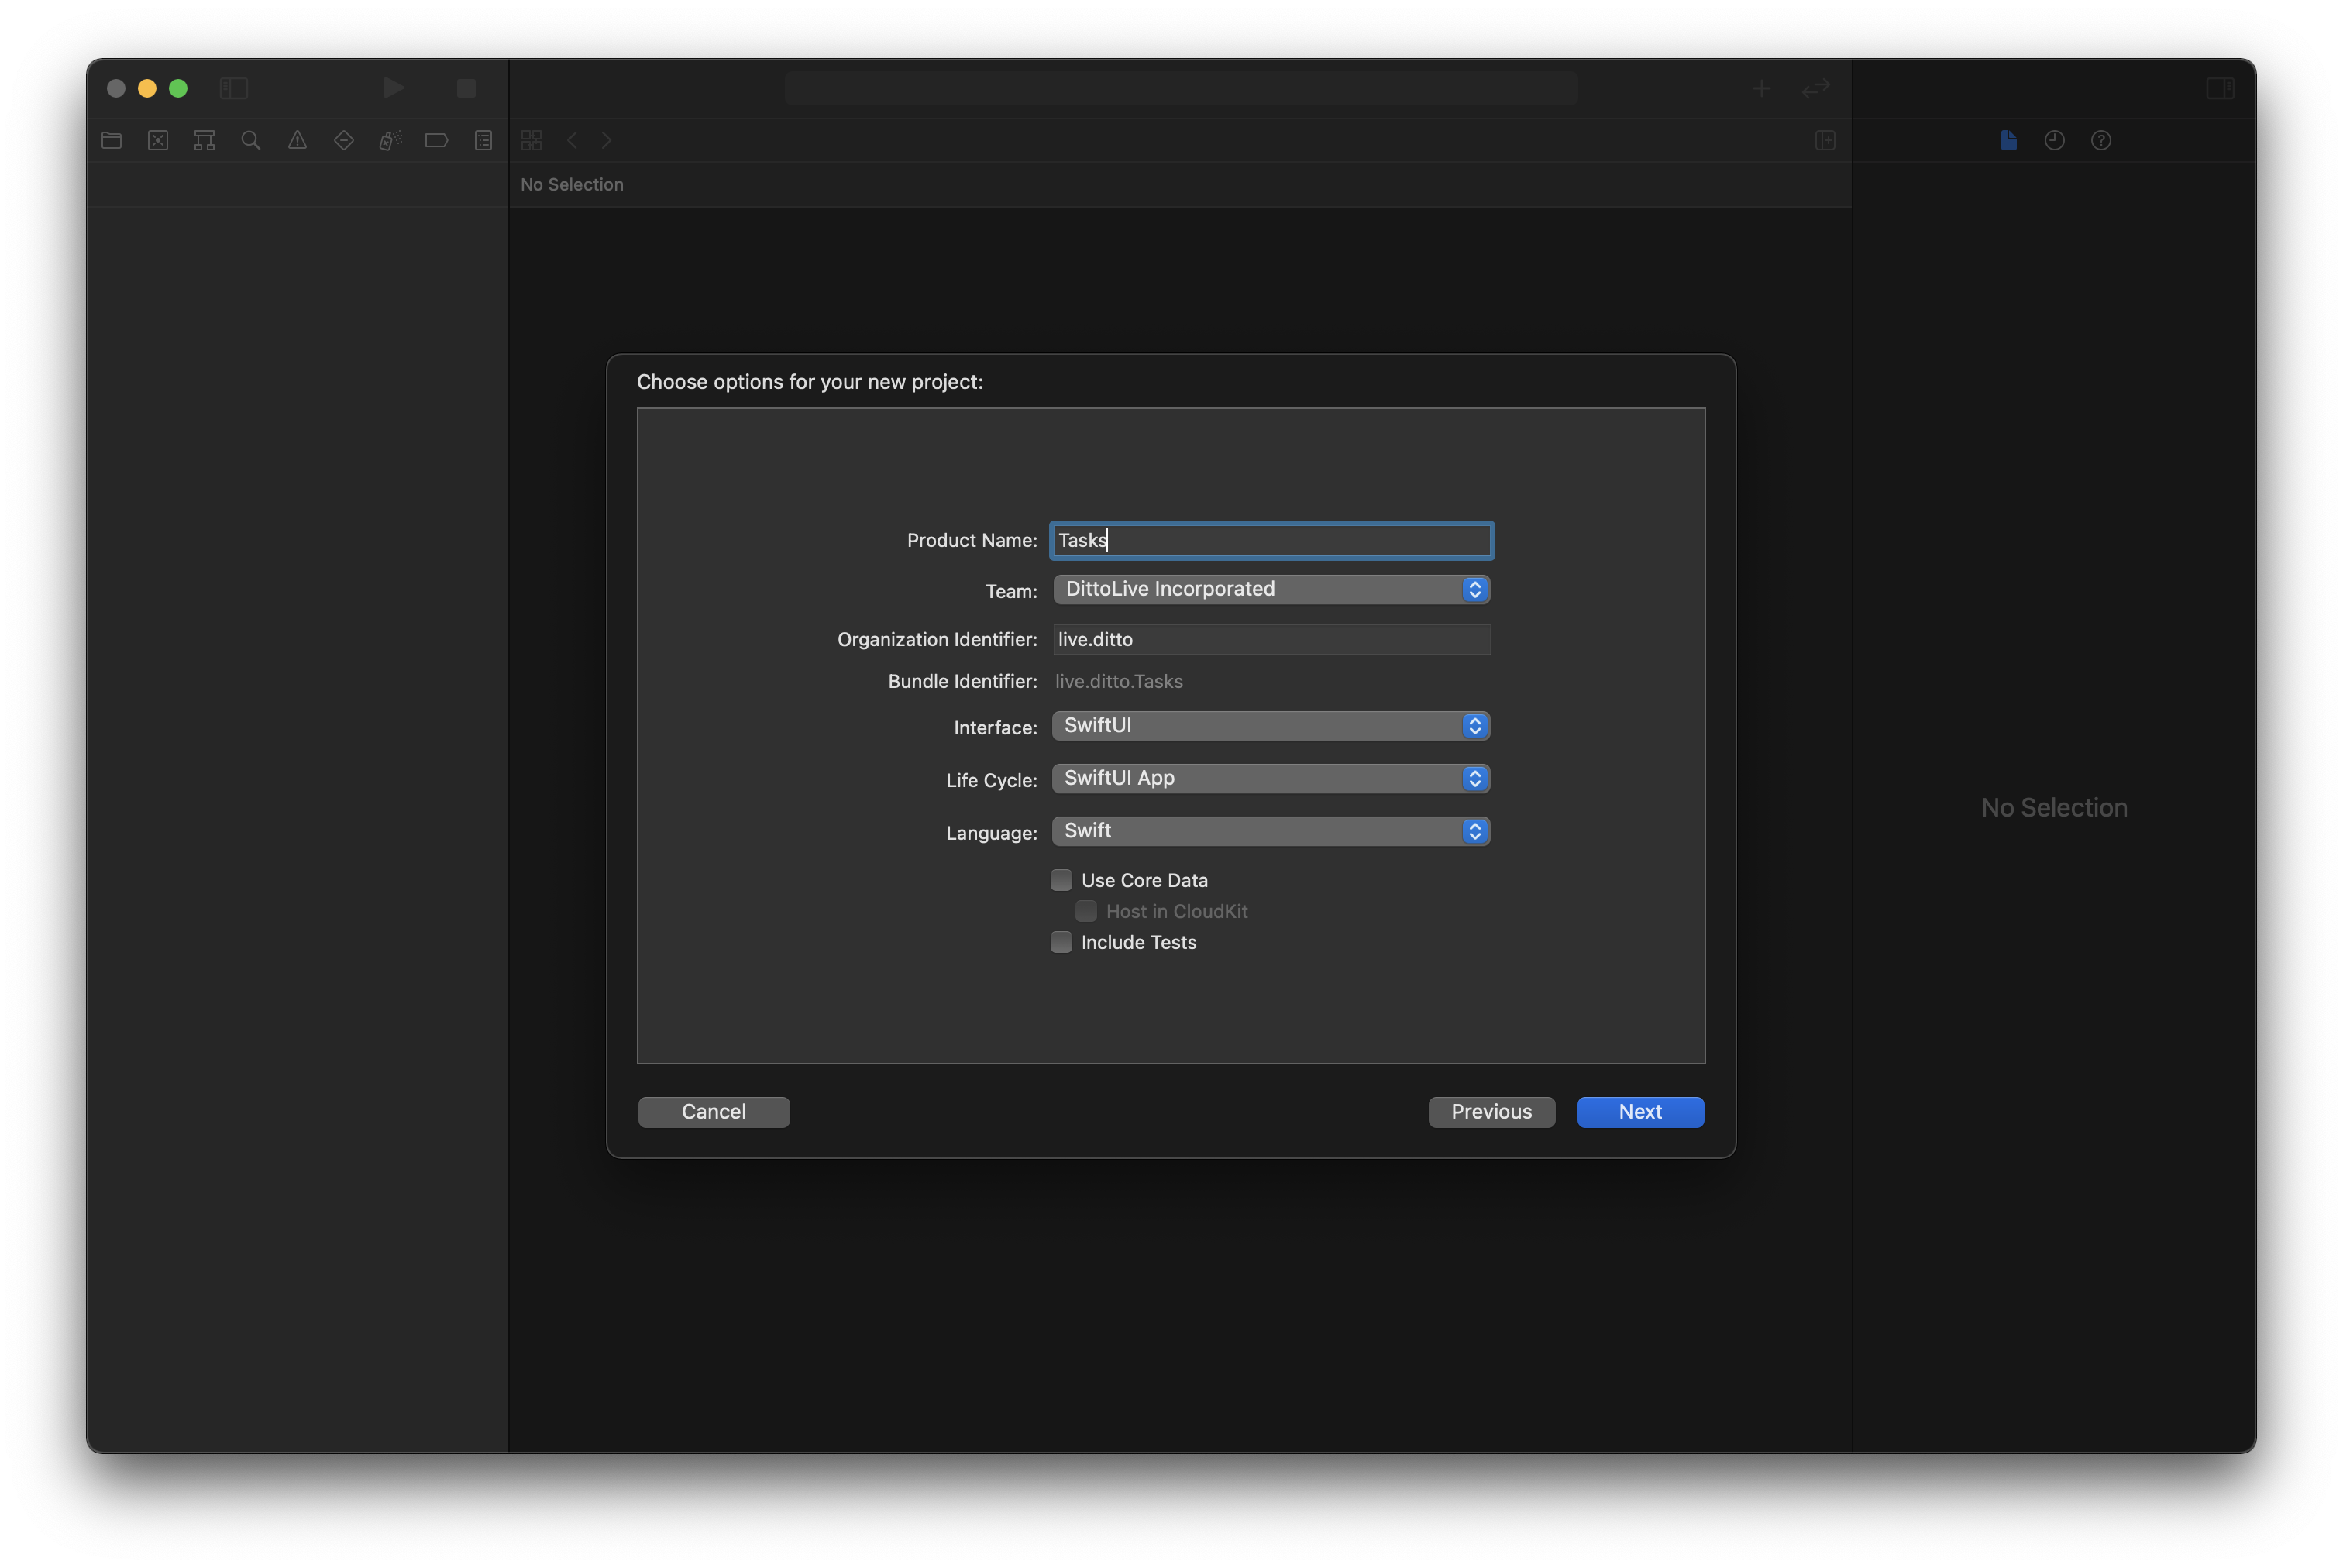 No Selection
Choose options for your new project:
Product Name: Tasks
Team: DittoLive Incorporated
Organization Identifier: live.ditto
Bundle Identifier: live.ditto.Tasks
Interface: SwiftUI
No Selection
Life Cycle: SwiftUI App
Language: Swift
Use Core Data
Host in CloudKit
Include Tests
Cancel Previous Next